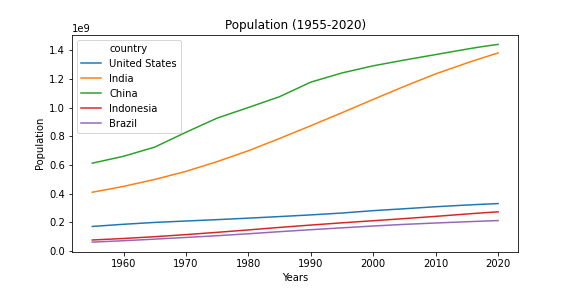 Population (1955-2020)
1e9
country
United States
India
China
Indonesia
Brazil
Population
1.4
1.2
1.0
0.8
0.6
0.4
0.2
0.0
1960 1970 1980 1990 2000 2010 2020
Years